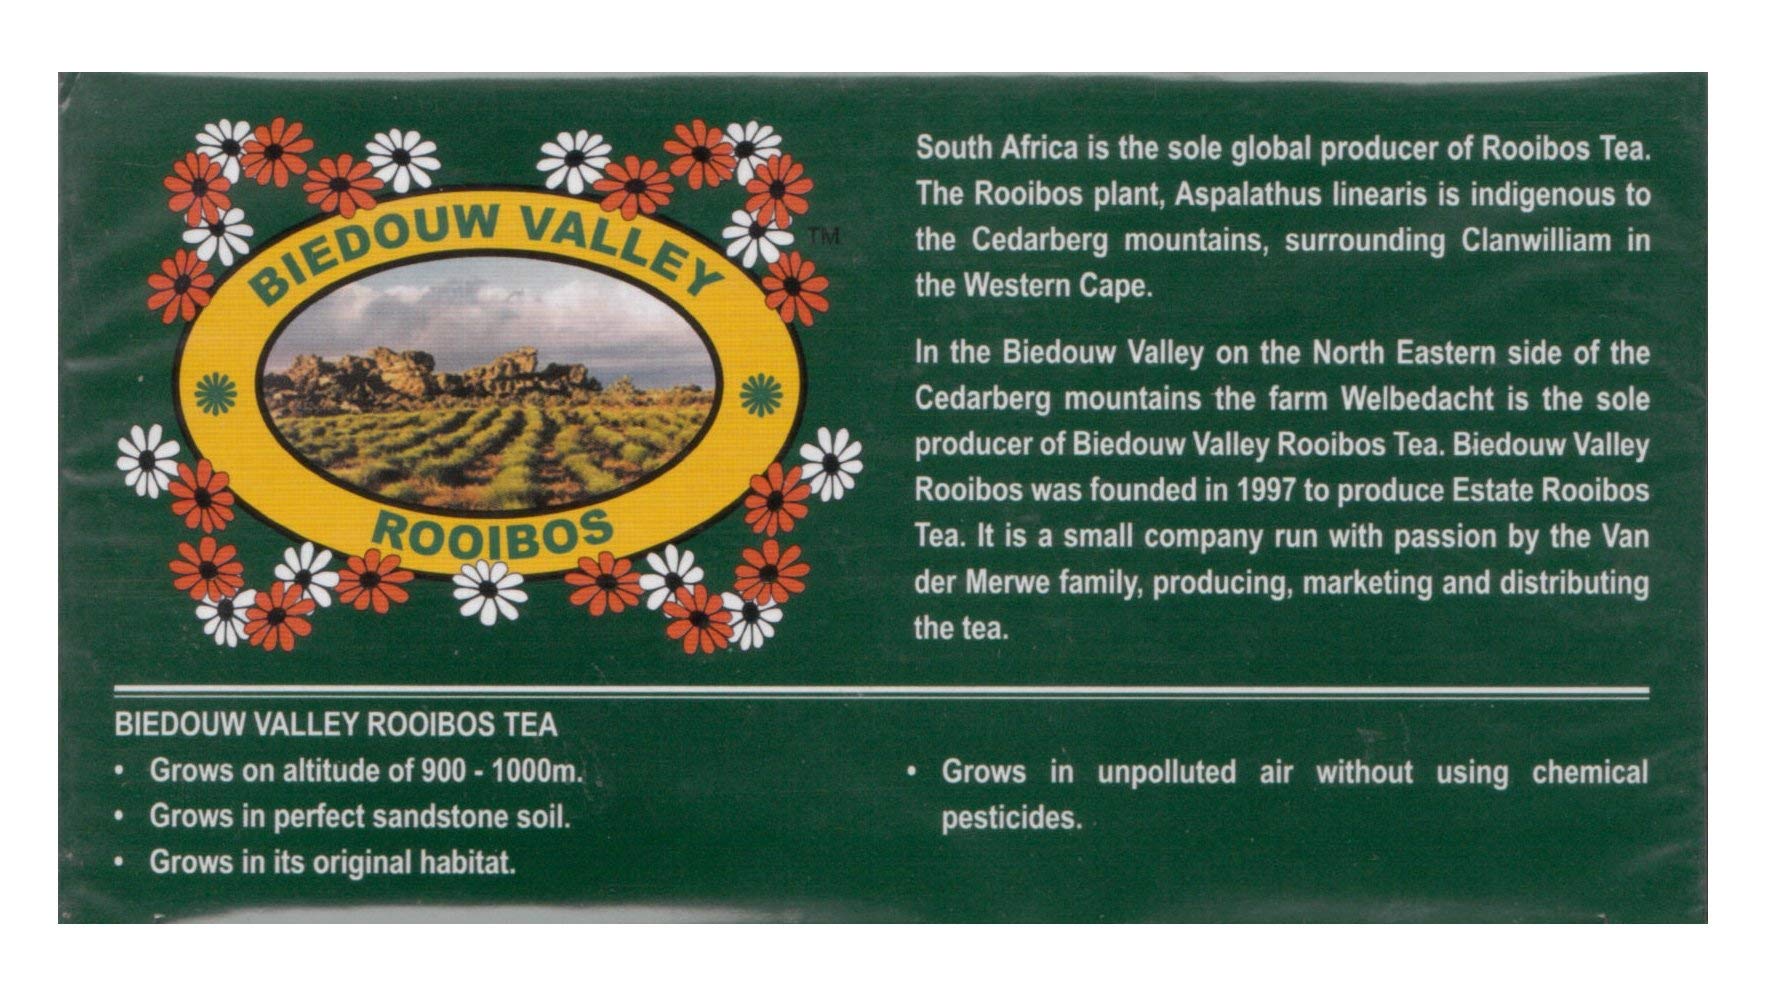 BIEDOUW VALLEY
TM
ROOIBOS
South Africa is the sole global producer of Rooibos Tea.
The Rooibos plant, Aspalathus linearis is indigenous to
the Cedarberg mountains, surrounding Clanwilliam in
the Western Cape.
In the Biedouw Valley on the North Eastern side of the
Cedarberg mountains the farm Welbedacht is the sole
producer of Biedouw Valley Rooibos Tea. Biedouw Valley
Rooibos was founded in 1997 to produce Estate Rooibos
Tea. It is a small company run with passion by the Van
der Merwe family, producing, marketing and distributing
the tea.
BIEDOUW VALLEY ROOIBOS TEA
• Grows on altitude of 900 - 1000m.
• Grows in perfect sandstone soil.
• Grows in its original habitat.
• Grows in unpolluted air without using chemical
pesticides.